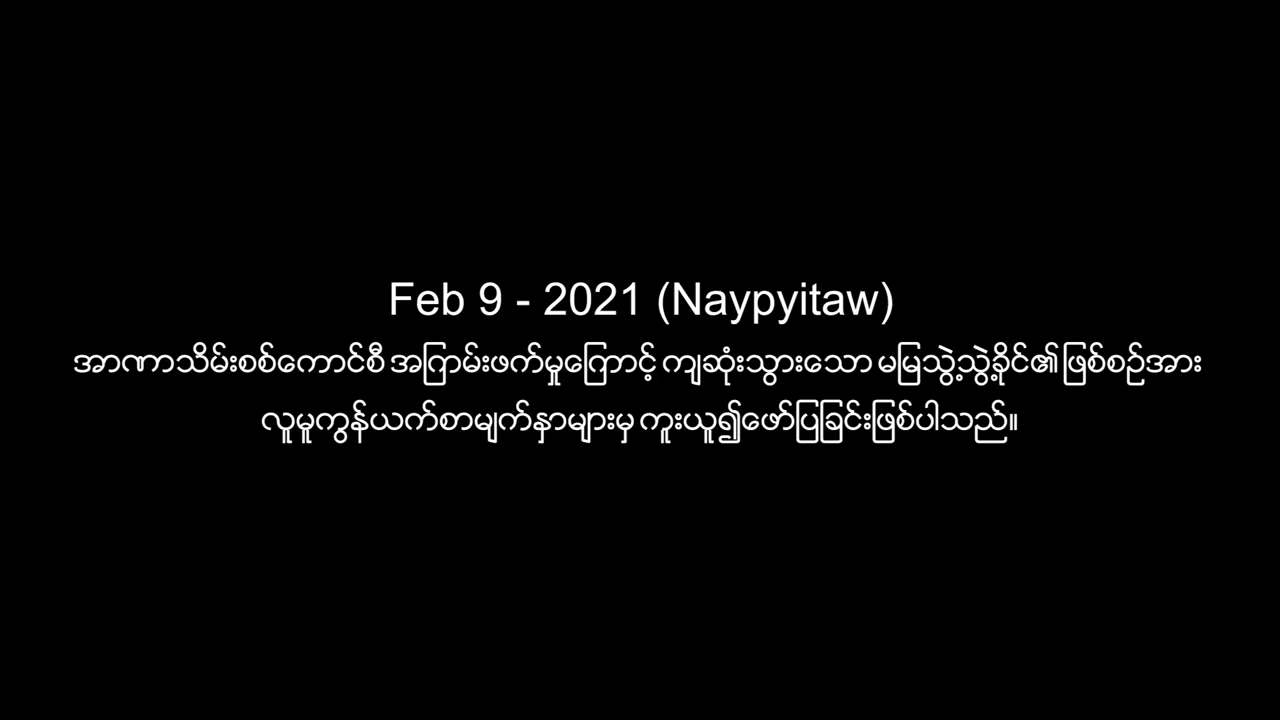 Feb 9 - 2021 (Naypyitaw)
အာဏာသိမ်းစစ်ကောင်စီ အကြမ်းဖက်မှုကြောင့် ကျဆုံးသွားသော မမြသွဲ့သွဲ့ခိုင်၏ဖြစ်စဉ်အား
လူမှုကွန်ယက်စာမျက်နှာများမှ ကူးယူ၍ဖော်ပြခြင်းဖြစ်ပါသည်။